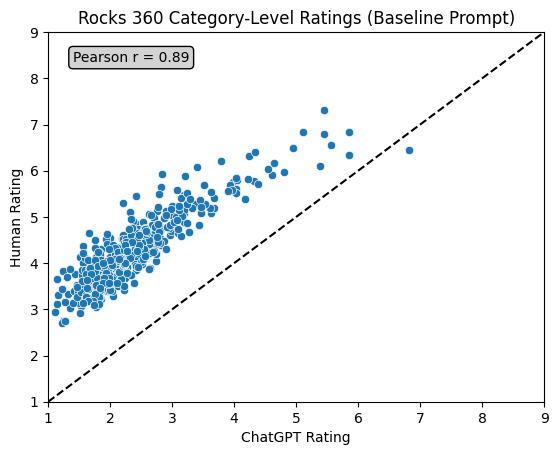 Rocks 360 Category-Level Ratings (Baseline Prompt)
Pearson r = 0.89
9
8
7
6
5
4
3
2
1
Human Rating
1 2 3 4 5 6 7 8 9
ChatGPT Rating